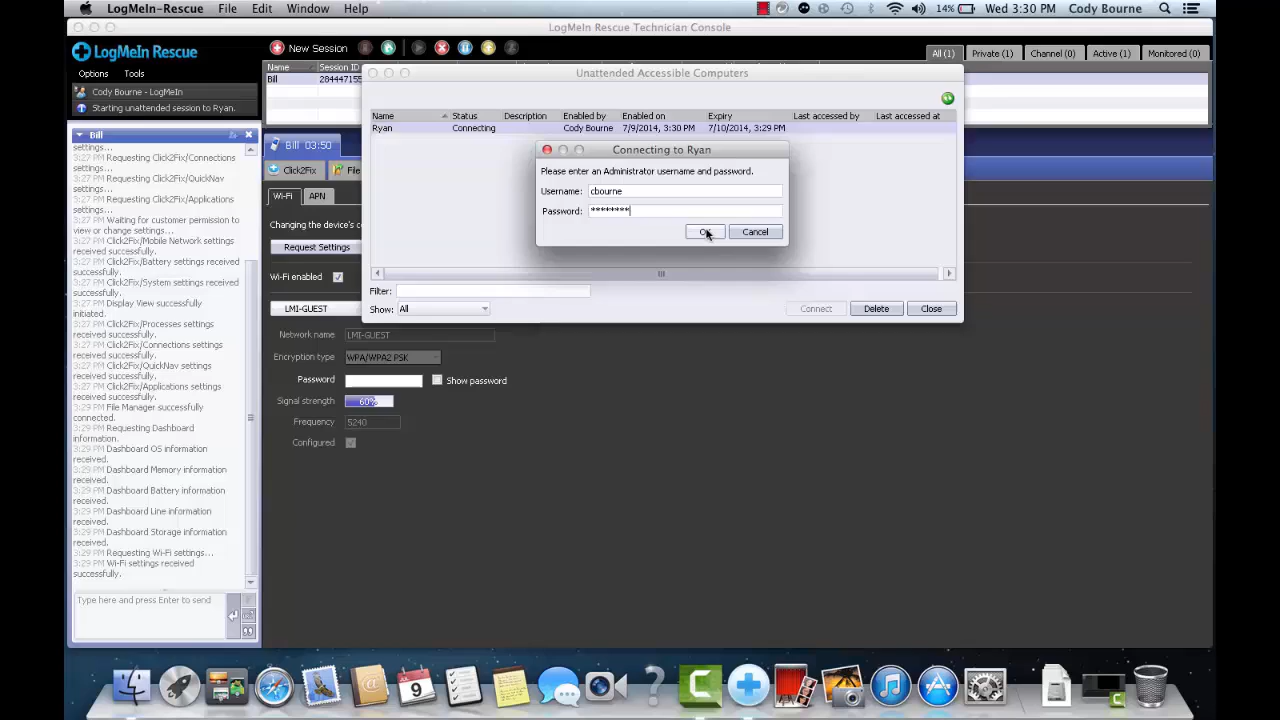 LogMeIn-Rescue File Edit Window Help
14% Wed 3:30 PM Cody Bourne
LogMeIn Rescue Technician Console
LogMeIn Rescue
New Session
All (1) Private (1) Channel (0) Active (1) Monitored (0)
Options Tools
Name Session ID
Bill 28444715
Cody Bourne - LogMeIn
Starting unattended session to Ryan.
Unattended Accessible Computers
Name Status Description Enabled by Enabled on Expiry Last accessed by Last accessed at
Ryan Connecting Cody Bourne 7/9/2014, 3:30 PM 7/10/2014, 3:29 PM
Connecting to Ryan
Please enter an Administrator username and password.
Username: cbourne
Password: ********
OK Cancel
Filter:
Show: All
Connect Delete Close
Bill
settings...
3:27 PM Requesting Click2Fix/Connections
settings...
3:27 PM Requesting Click2Fix/QuickNav
settings...
3:27 PM Requesting Click2Fix/Applications
settings...
3:27 PM Waiting for customer permission to
view or change settings...
3:27 PM Click2Fix/Mobile Network settings
received successfully.
3:27 PM Click2Fix/Battery settings received
successfully.
3:27 PM Click2Fix/System settings received
successfully.
3:27 PM Display View successfully
initiated.
3:27 PM Click2Fix/Processes settings
received successfully.
3:27 PM Click2Fix/Connections settings
received successfully.
3:27 PM Click2Fix/QuickNav settings
received successfully.
3:27 PM Click2Fix/Applications settings
received successfully.
3:29 PM File Manager successfully
connected.
3:29 PM Requesting Dashboard
information.
3:29 PM Dashboard OS information
received.
3:29 PM Dashboard Memory information
received.
3:29 PM Dashboard Battery information
received.
3:29 PM Dashboard Line information
received.
3:29 PM Dashboard Storage information
received.
3:29 PM Requesting Wi-Fi settings...
3:29 PM Wi-Fi settings received
successfully.
Type here and press Enter to send
Bill 03:50
Click2Fix File
Wi-Fi APN
Changing the device's
Request Settings
Wi-Fi enabled
LMI-GUEST
Network name LMI-GUEST
Encryption type WPA/WPA2 PSK
Password Show password
Signal strength 60%
Frequency 5240
Configured
9